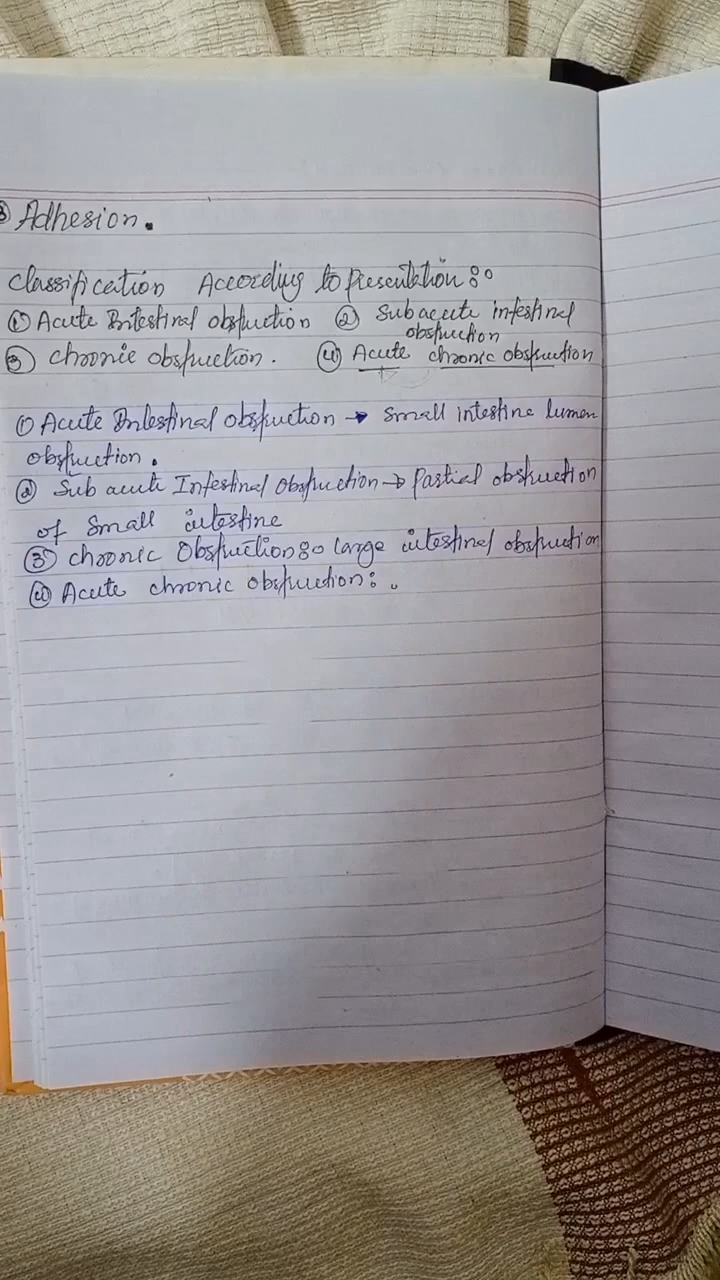 ③ Adhesion.
Classification According to presentation :-
① Acute Intestinal obstruction ② Subacute intestinal
obstruction
③ chronic obstruction. ④ Acute chronic obstruction
① Acute Intestinal obstruction → Small intestine lumen
obstruction.
② Sub acute Intestinal Obstruction → Partial obstruction
of Small intestine
③ chronic Obstruction :- large intestinal obstruction
④ Acute chronic obstruction :-